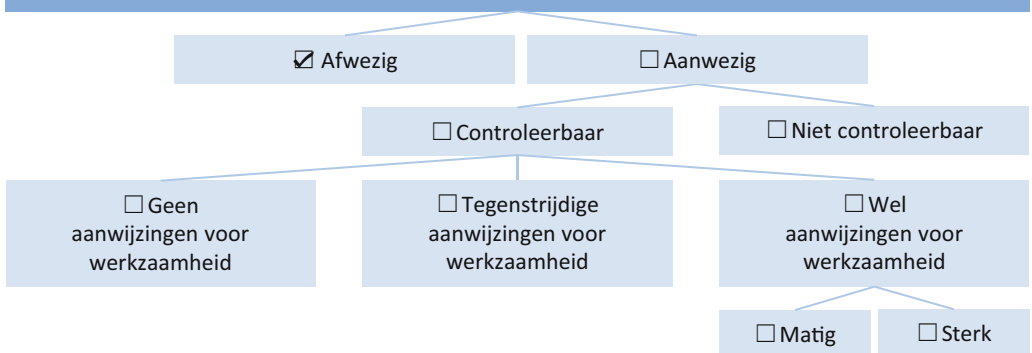 ☑ Afwezig
☐ Aanwezig
☐ Controleerbaar
☐ Niet controleerbaar
☐ Geen
aanwijzingen voor
werkzaamheid
☐ Tegenstrijdige
aanwijzingen voor
werkzaamheid
☐ Wel
aanwijzingen voor
werkzaamheid
☐ Matig
☐ Sterk